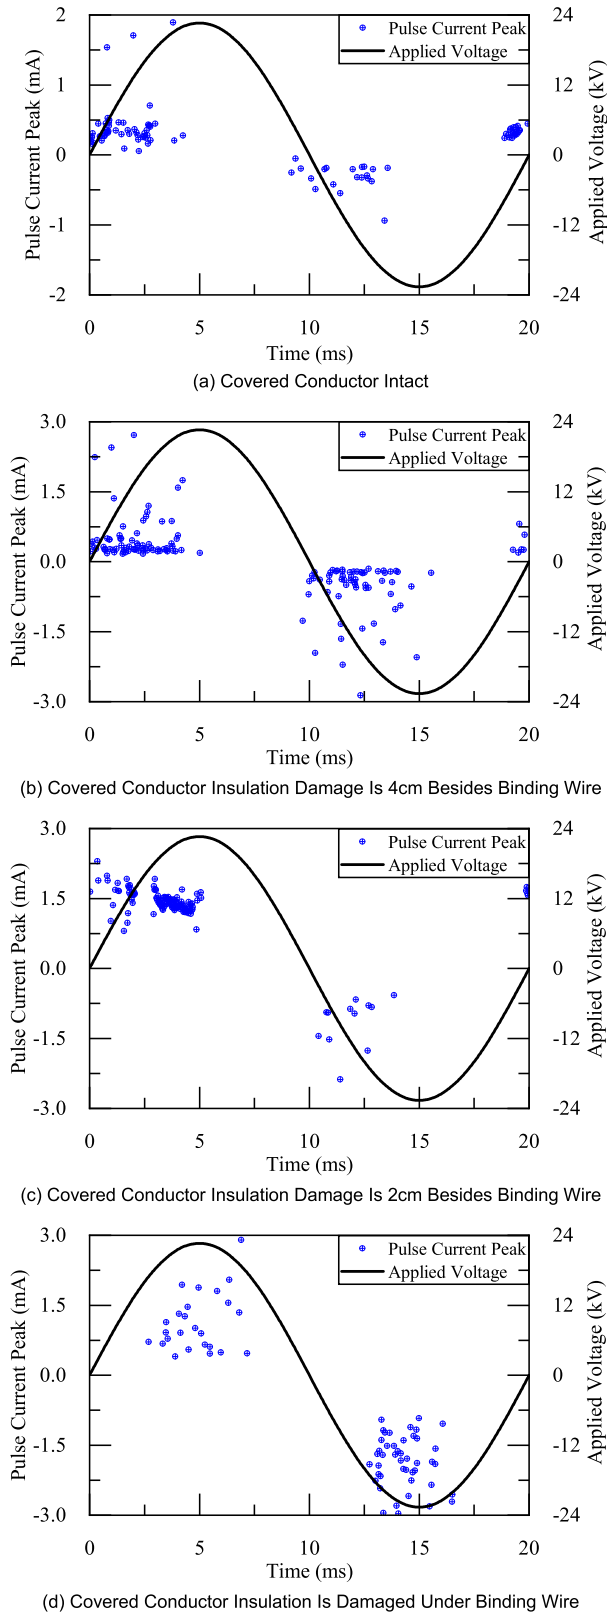 2 24
Pulse Current Peak
Applied Voltage
1 12
0 0
-1 -12
-2 -24
Pulse Current Peak (mA)
Applied Voltage (kV)
0 5 10 15 20
Time (ms)
(a) Covered Conductor Intact
3.0 24
Pulse Current Peak
Applied Voltage
1.5 12
0.0 0
-1.5 -12
-3.0 -24
Pulse Current Peak (mA)
Applied Voltage (kV)
0 5 10 15 20
Time (ms)
(b) Covered Conductor Insulation Damage Is 4cm Besides Binding Wire
3.0 24
Pulse Current Peak
Applied Voltage
1.5 12
0.0 0
-1.5 -12
-3.0 -24
Pulse Current Peak (mA)
Applied Voltage (kV)
0 5 10 15 20
Time (ms)
(c) Covered Conductor Insulation Damage Is 2cm Besides Binding Wire
3.0 24
Pulse Current Peak
Applied Voltage
1.5 12
0.0 0
-1.5 -12
-3.0 -24
Pulse Current Peak (mA)
Applied Voltage (kV)
0 5 10 15 20
Time (ms)
(d) Covered Conductor Insulation Is Damaged Under Binding Wire